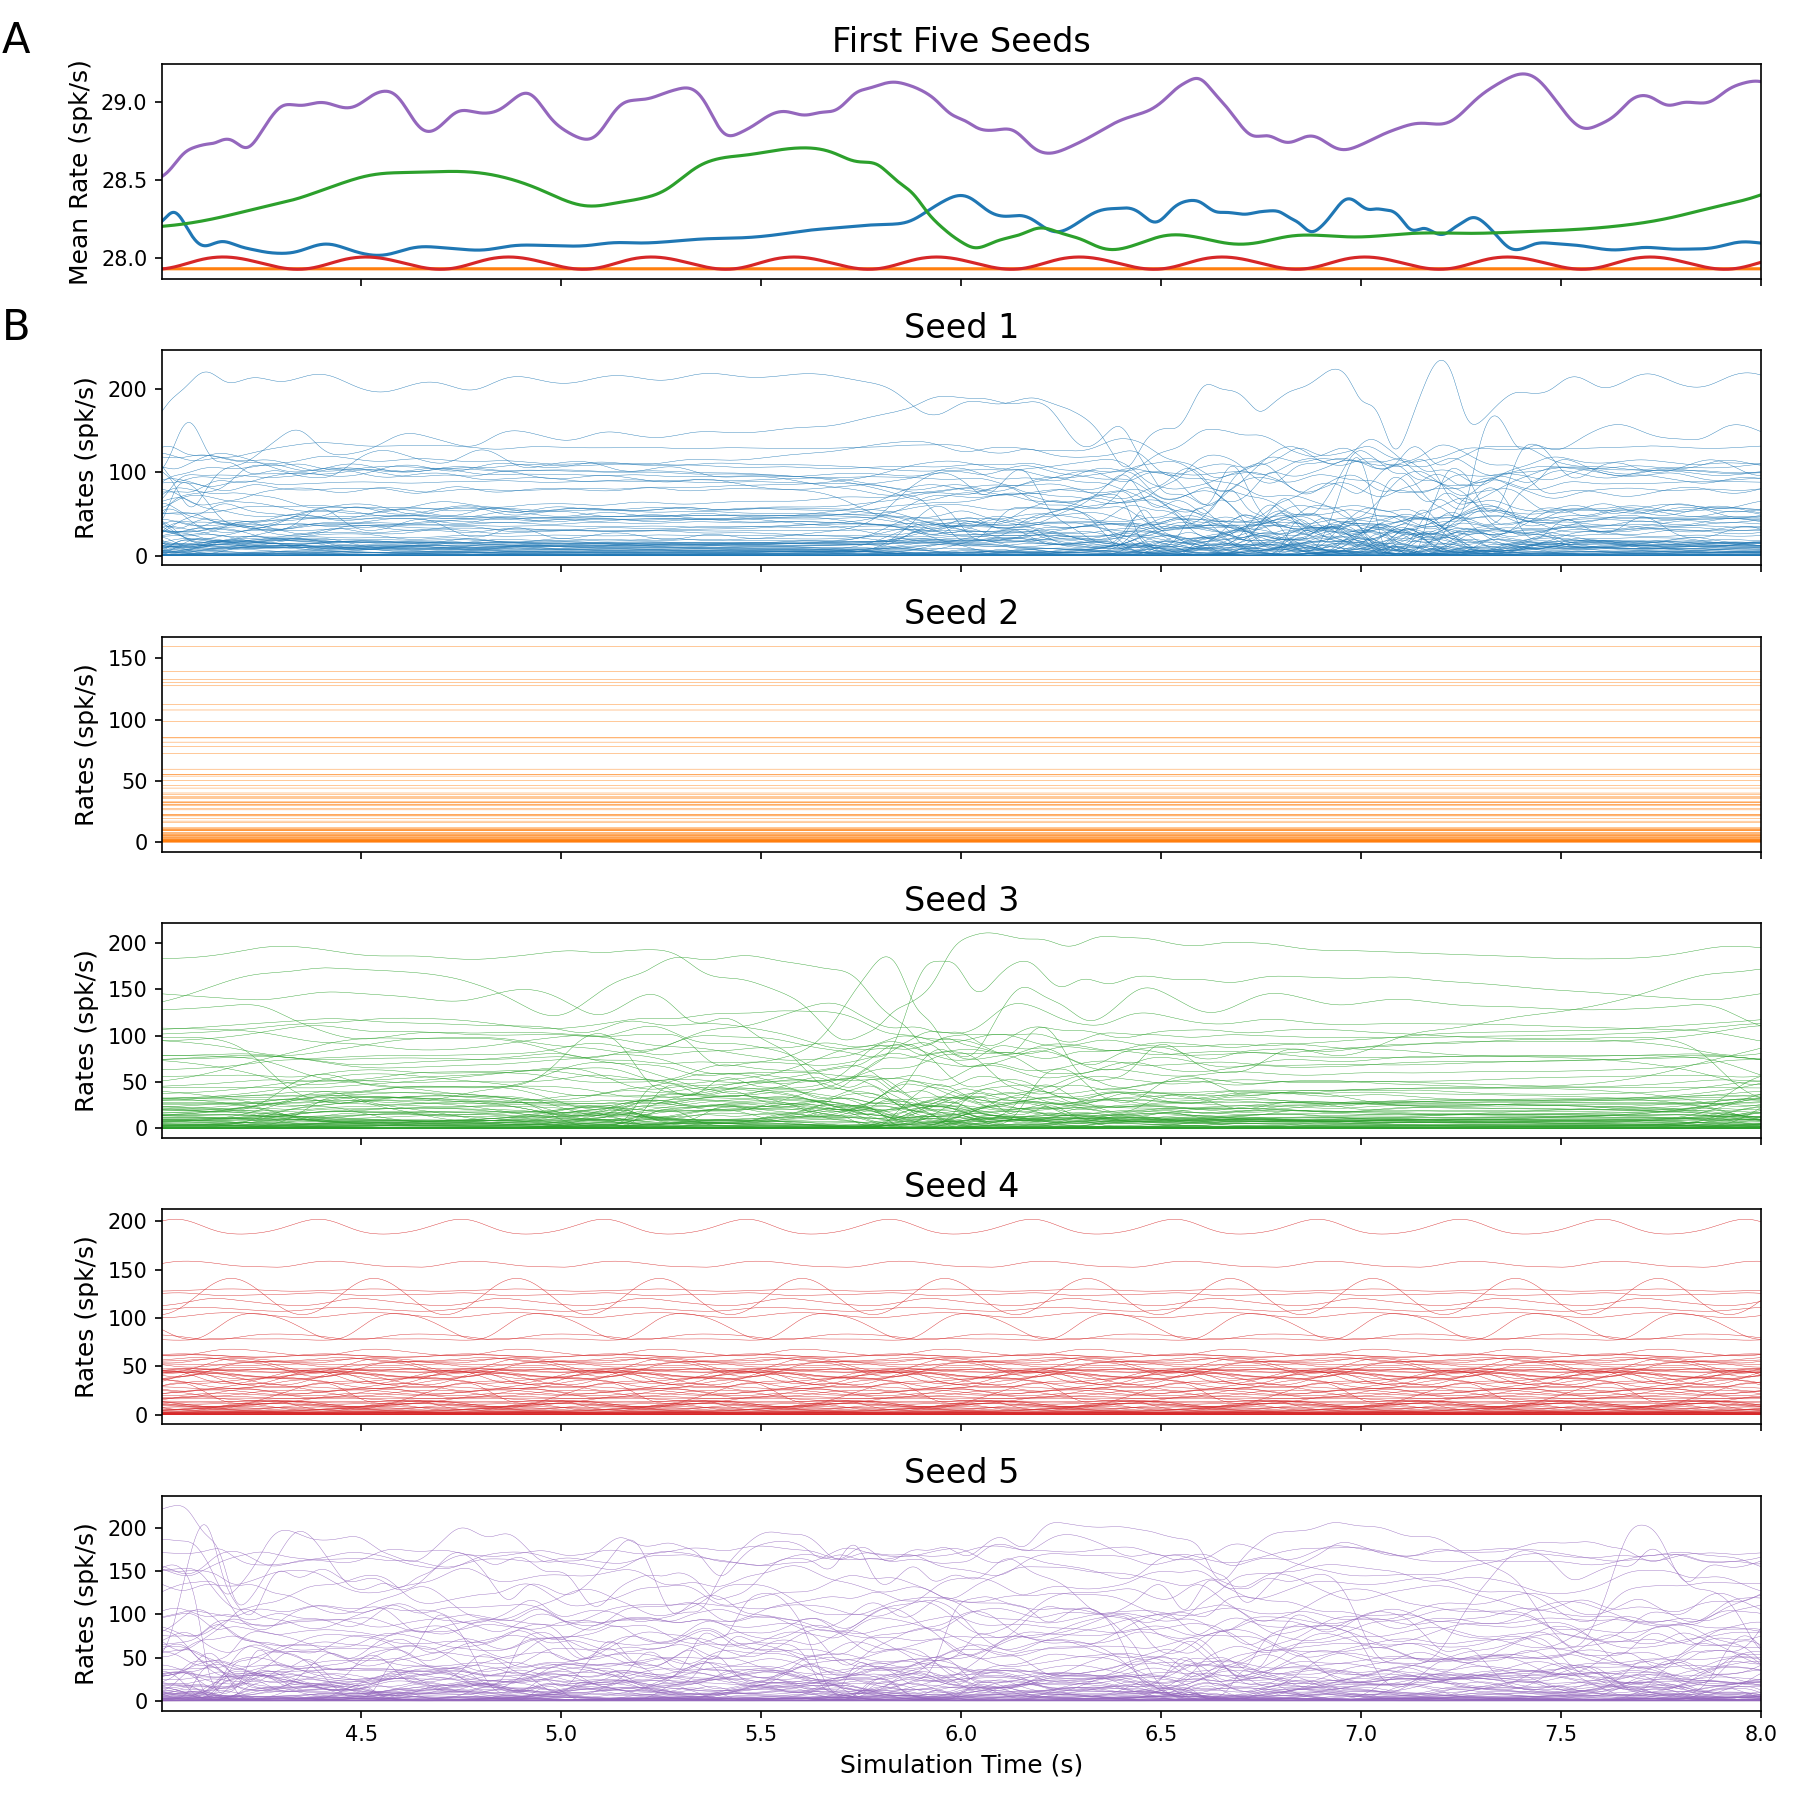 A
First Five Seeds
Mean Rate (spk/s)
29.0
28.5
28.0
B
Seed 1
Rates (spk/s)
200
100
0
Seed 2
Rates (spk/s)
150
100
50
0
Seed 3
Rates (spk/s)
200
150
100
50
0
Seed 4
Rates (spk/s)
200
150
100
50
0
Seed 5
Rates (spk/s)
200
150
100
50
0
4.5 5.0 5.5 6.0 6.5 7.0 7.5 8.0
Simulation Time (s)